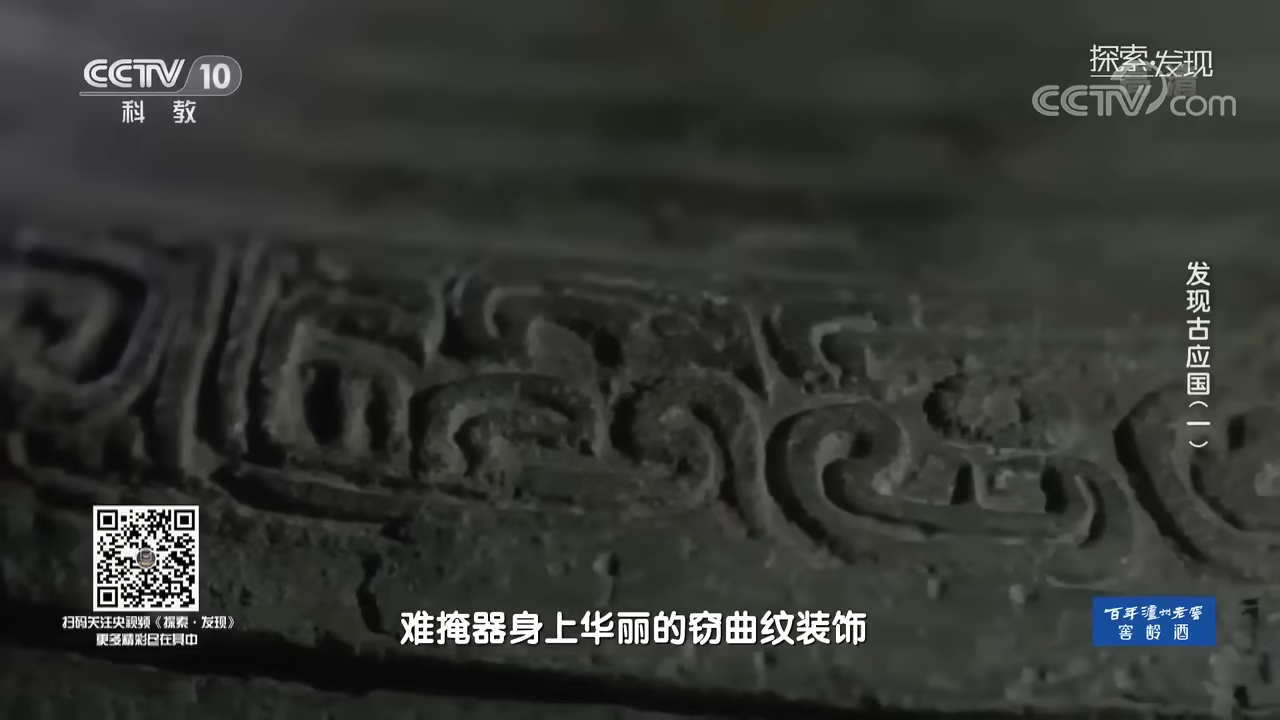 CCTV 10
科教
探索·发现
高清
CCTV.com
发现古应国（一）
扫码关注央视频《探索·发现》
更多精彩尽在其中
难掩器身上华丽的窃曲纹装饰
百年泸州老窖
窖龄酒